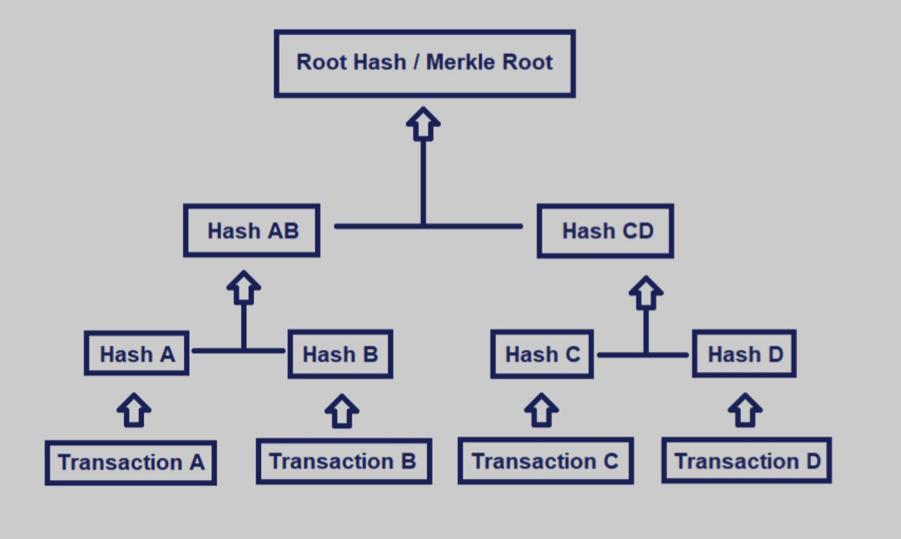 Root Hash / Merkle Root
Hash AB
Hash CD
Hash A
Hash B
Hash C
Hash D
Transaction A
Transaction B
Transaction C
Transaction D